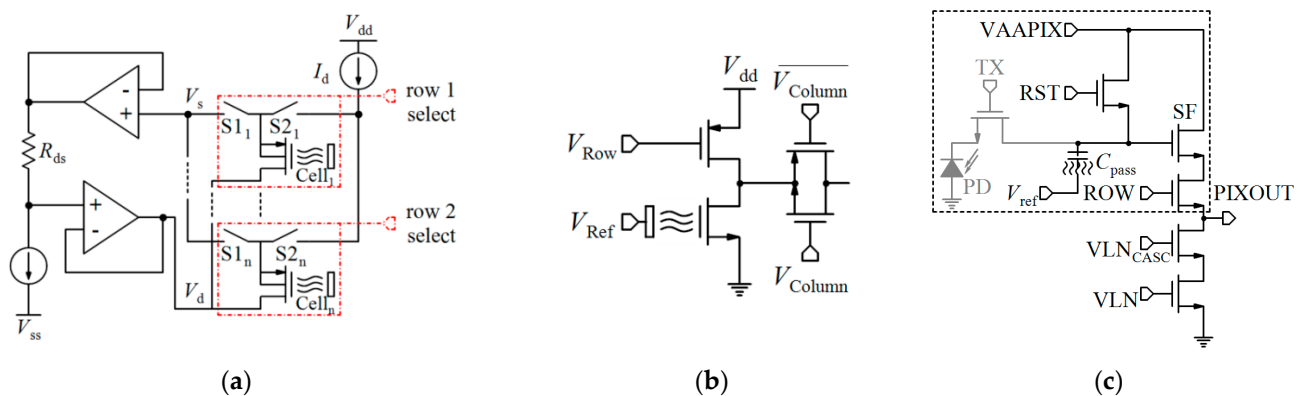 V_dd
I_d
row 1
select
V_s
S1_1
S2_1
Cell_1
R_ds
row 2
select
S1_n
S2_n
Cell_n
V_d
V_ss
- +
+ -
(a)
V_dd
V̅_Column
V_Row
V_Ref
V_Column
(b)
VAAPIX
TX
RST
SF
C_pass
PD
V_ref
ROW
PIXOUT
VLN_CASC
VLN
(c)